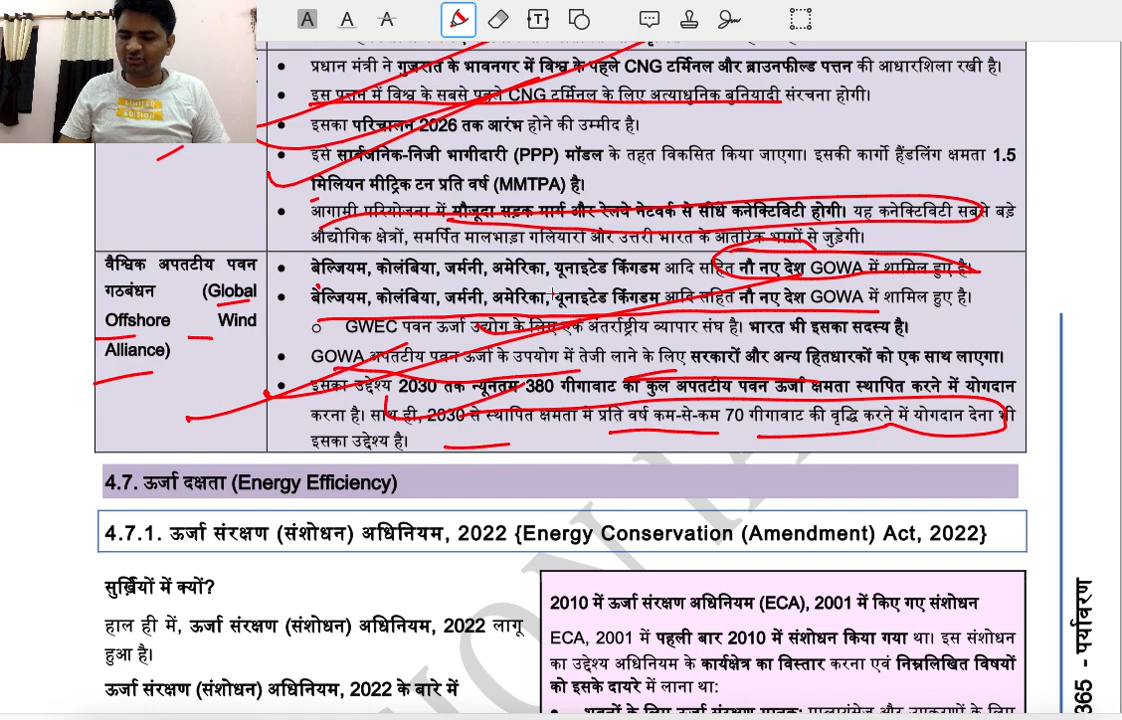 A A A T
प्रधान मंत्री ने गुजरात के भावनगर में विश्व के पहले CNG टर्मिनल और ब्राउनफील्ड पत्तन की आधारशिला रखी है।
इस पत्तन में विश्व के सबसे पहले CNG टर्मिनल के लिए अत्याधुनिक बुनियादी संरचना होगी।
इसका परिचालन 2026 तक आरंभ होने की उम्मीद है।
इसे सार्वजनिक-निजी भागीदारी (PPP) मॉडल के तहत विकसित किया जाएगा। इसकी कार्गो हैंडलिंग क्षमता 1.5
मिलियन मीट्रिक टन प्रति वर्ष (MMTPA) है।
आगामी परियोजना में मौजूदा सड़क मार्ग और रेलवे नेटवर्क से सीधे कनेक्टिविटी होगी। यह कनेक्टिविटी सबसे बड़े
औद्योगिक क्षेत्रों, समर्पित मालभाड़ा गलियारों और उत्तरी भारत के आंतरिक भागों से जुड़ेगी।
वैश्विक अपतटीय पवन
गठबंधन (Global
Offshore Wind
Alliance)
बेल्जियम, कोलंबिया, जर्मनी, अमेरिका, यूनाइटेड किंगडम आदि सहित नौ नए देश GOWA में शामिल हुए है।
बेल्जियम, कोलंबिया, जर्मनी, अमेरिका, यूनाइटेड किंगडम आदि सहित नौ नए देश GOWA में शामिल हुए है।
GWEC पवन ऊर्जा उद्योग के लिए एक अंतर्राष्ट्रीय व्यापार संघ है। भारत भी इसका सदस्य है।
GOWA अपतटीय पवन ऊर्जा के उपयोग में तेजी लाने के लिए सरकारों और अन्य हितधारकों को एक साथ लाएगा।
इसका उद्देश्य 2030 तक न्यूनतम 380 गीगावाट की कुल अपतटीय पवन ऊर्जा क्षमता स्थापित करने में योगदान
करना है। साथ ही, 2030 से स्थापित क्षमता में प्रति वर्ष कम-से-कम 70 गीगावाट की वृद्धि करने में योगदान देना भी
इसका उद्देश्य है।
4.7. ऊर्जा दक्षता (Energy Efficiency)
4.7.1. ऊर्जा संरक्षण (संशोधन) अधिनियम, 2022 {Energy Conservation (Amendment) Act, 2022}
सुर्ख़ियों में क्यों?
हाल ही में, ऊर्जा संरक्षण (संशोधन) अधिनियम, 2022 लागू
हुआ है।
ऊर्जा संरक्षण (संशोधन) अधिनियम, 2022 के बारे में
2010 में ऊर्जा संरक्षण अधिनियम (ECA), 2001 में किए गए संशोधन
ECA, 2001 में पहली बार 2010 में संशोधन किया गया था। इस संशोधन
का उद्देश्य अधिनियम के कार्यक्षेत्र का विस्तार करना एवं निम्नलिखित विषयों
को इसके दायरे में लाना था:
365 - पर्यावरण
LIMITED
EDITION